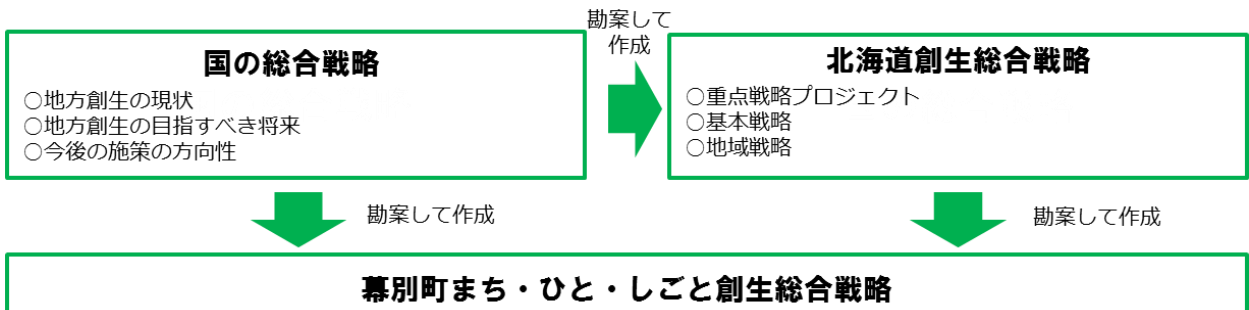 国の総合戦略
○地方創生の現状
○地方創生の目指すべき将来
○今後の施策の方向性
勘案して
作成
北海道創生総合戦略
○重点戦略プロジェクト
○基本戦略
○地域戦略
勘案して作成
勘案して作成
幕別町まち・ひと・しごと創生総合戦略